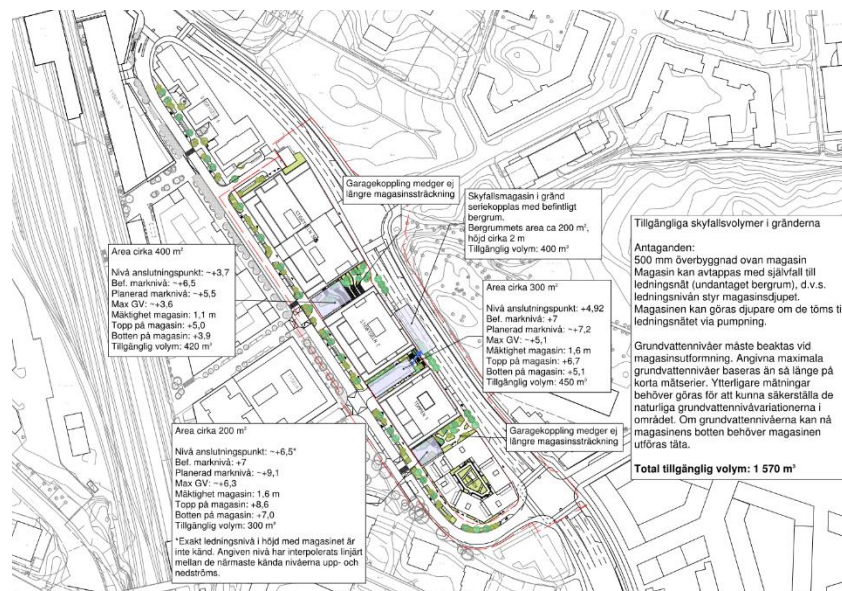 Garagekoppling medger ej
längre magasinssträckning
Skyfallsmagasin i gränd
seriekopplas med befintligt
bergrum.
Bergrummets area ca 200 m²,
höjd cirka 2 m
Tillgänglig volym: 400 m³
Area cirka 400 m²
Nivå anslutningspunkt: ~+3,7
Bef. marknivå: ~+6,5
Planerad marknivå: ~+5,5
Max GV: ~+3,6
Mäktighet magasin: 1,1 m
Topp på magasin: +5,0
Botten på magasin: +3,9
Tillgänglig volym: 420 m³
Area cirka 300 m²
Nivå anslutningspunkt: +4,92
Bef. marknivå: +7
Planerad marknivå: ~+7,2
Max GV: ~+5,1
Mäktighet magasin: 1,6 m
Topp på magasin: +6,7
Botten på magasin: +5,1
Tillgänglig volym: 450 m³
Tillgängliga skyfallsvolymer i gränderna
Antaganden:
500 mm överbyggnad ovan magasin
Magasin kan avtappas med självfall till
ledningsnät (undantaget bergrum), d.v.s.
ledningsnivån styr magasinsdjupet.
Magasinen kan göras djupare om de töms ti
ledningsnätet via pumpning.
Grundvattennivåer måste beaktas vid
magasinsutformning. Angivna maximala
grundvattennivåer baseras än så länge på
korta mätserier. Ytterligare mätningar
behöver göras för att kunna säkerställa de
naturliga grundvattennivåvariationerna i
området. Om grundvattennivåerna kan nå
magasinens botten behöver magasinen
utföras täta.
Total tillgänglig volym: 1 570 m³
Garagekoppling medger ej
längre magasinssträckning
Area cirka 200 m²
Nivå anslutningspunkt: ~+6,5*
Bef. marknivå: +7
Planerad marknivå: ~+9,1
Max GV: ~+6,3
Mäktighet magasin: 1,6 m
Topp på magasin: +8,6
Botten på magasin: +7,0
Tillgänglig volym: 300 m³
*Exakt ledningsnivå i höjd med magasinet är
inte känd. Angiven nivå har interpolerats linjärt
mellan de närmaste kända nivåerna upp- och
nedströms.